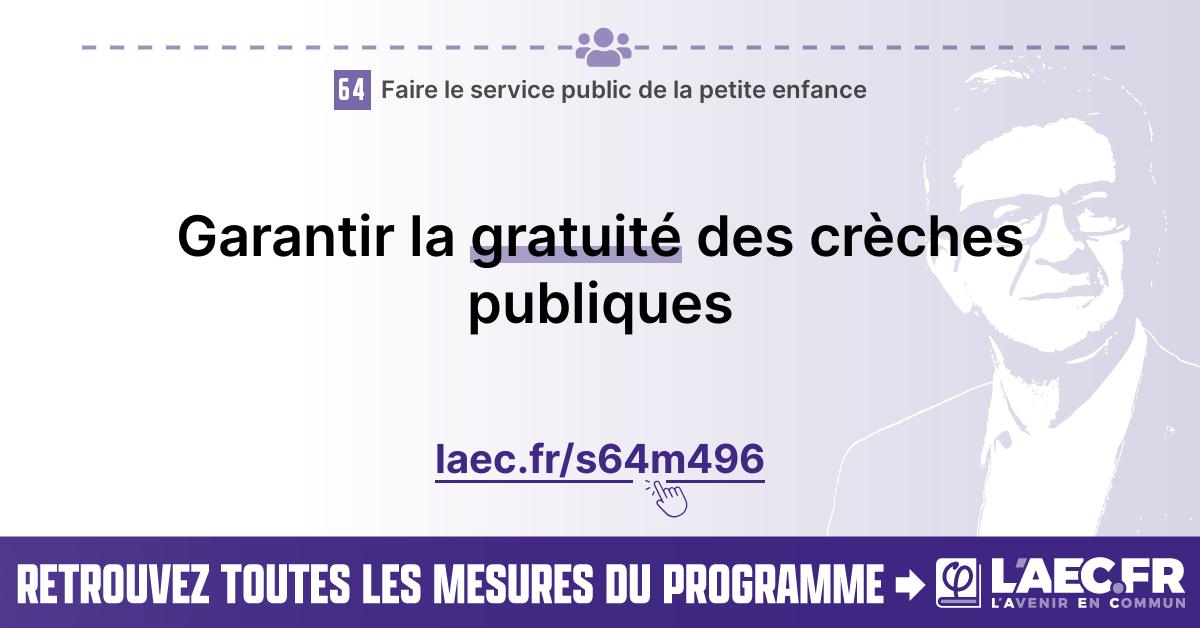 64 Faire le service public de la petite enfance
Garantir la gratuité des crèches
publiques
laec.fr/s64m496
RETROUVEZ TOUTES LES MESURES DU PROGRAMME
φ L'AEC.FR
L'AVENIR EN COMMUN